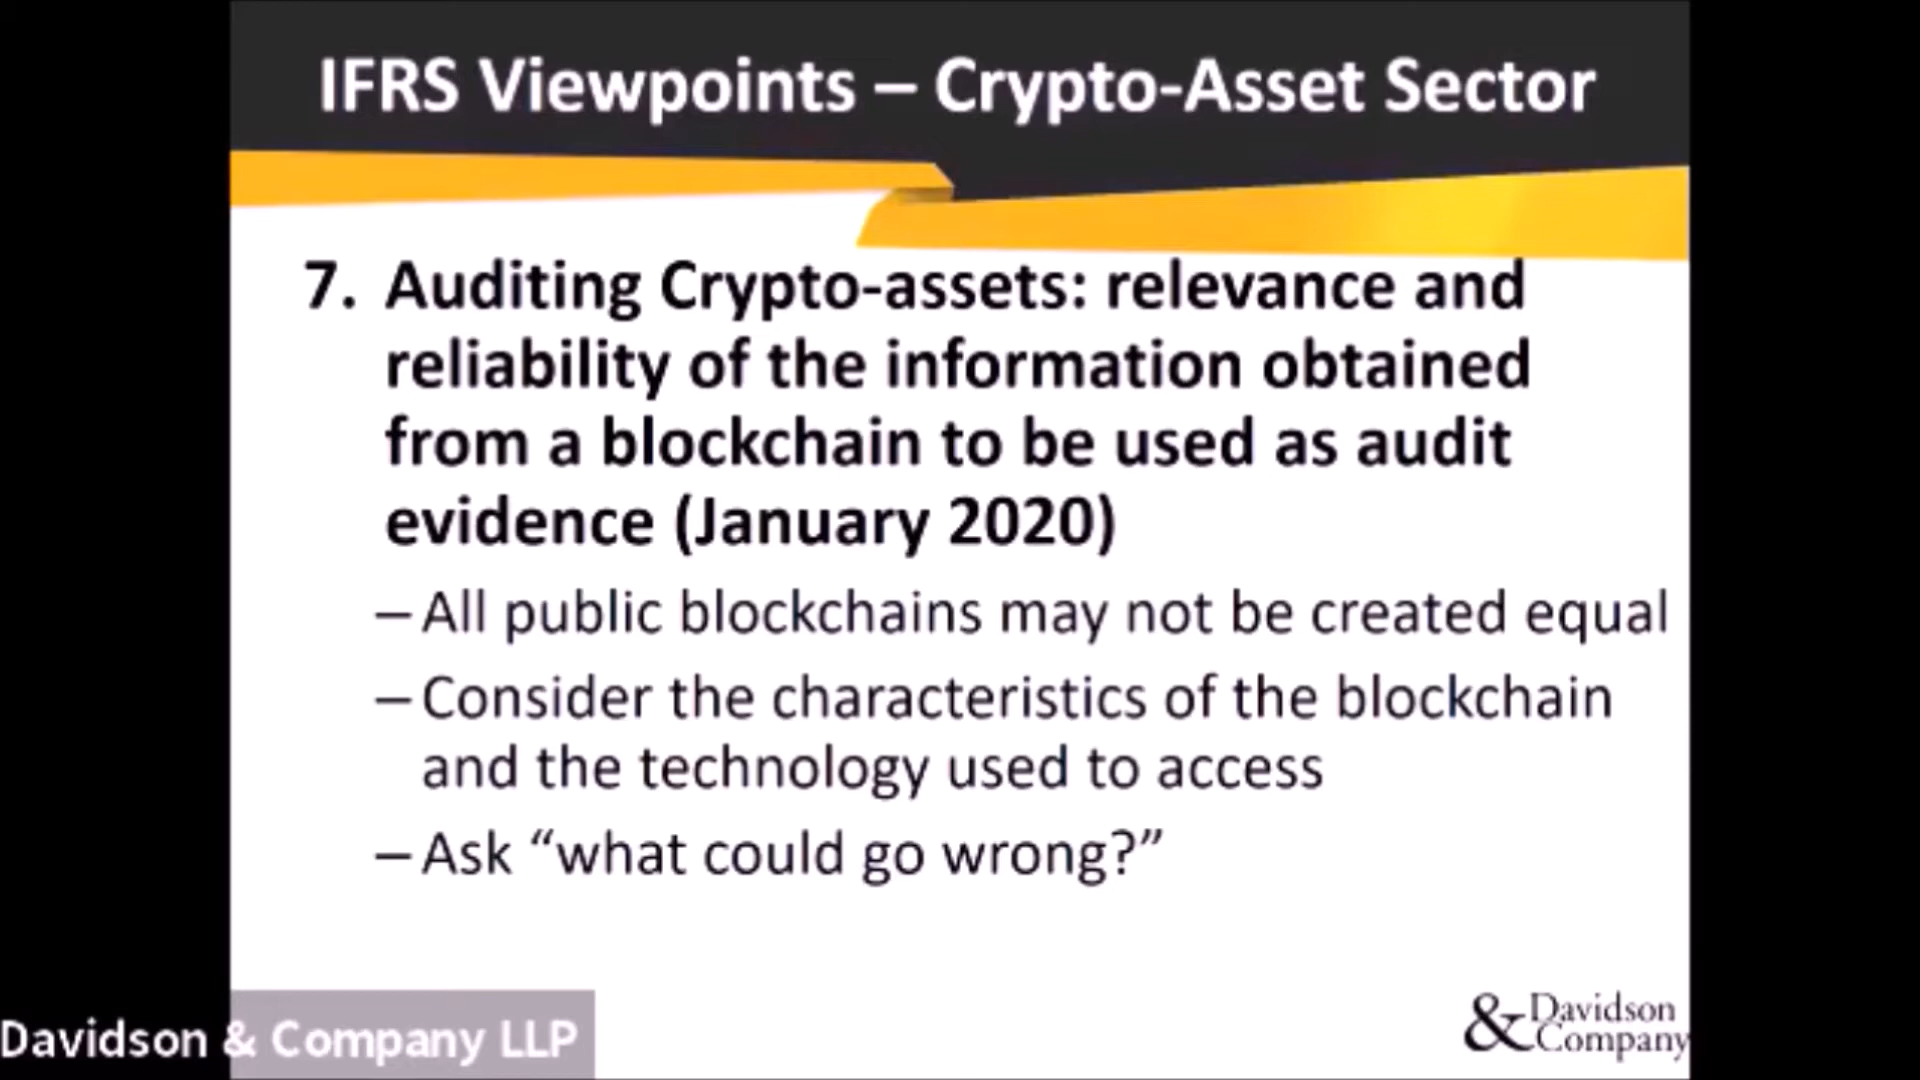 IFRS Viewpoints – Crypto-Asset Sector
7. Auditing Crypto-assets: relevance and
reliability of the information obtained
from a blockchain to be used as audit
evidence (January 2020)
– All public blockchains may not be created equal
– Consider the characteristics of the blockchain
and the technology used to access
– Ask “what could go wrong?”
Davidson & Company LLP
& Davidson
Company